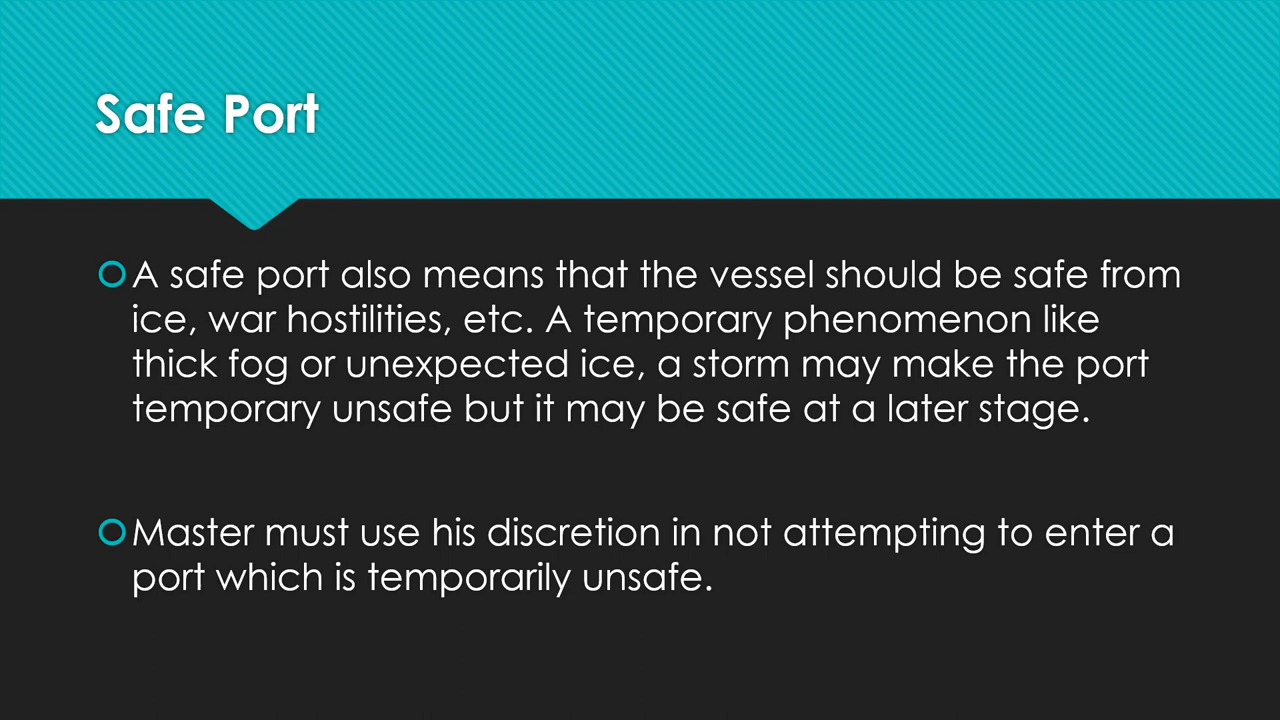 Safe Port
A safe port also means that the vessel should be safe from
ice, war hostilities, etc. A temporary phenomenon like
thick fog or unexpected ice, a storm may make the port
temporary unsafe but it may be safe at a later stage.
Master must use his discretion in not attempting to enter a
port which is temporarily unsafe.